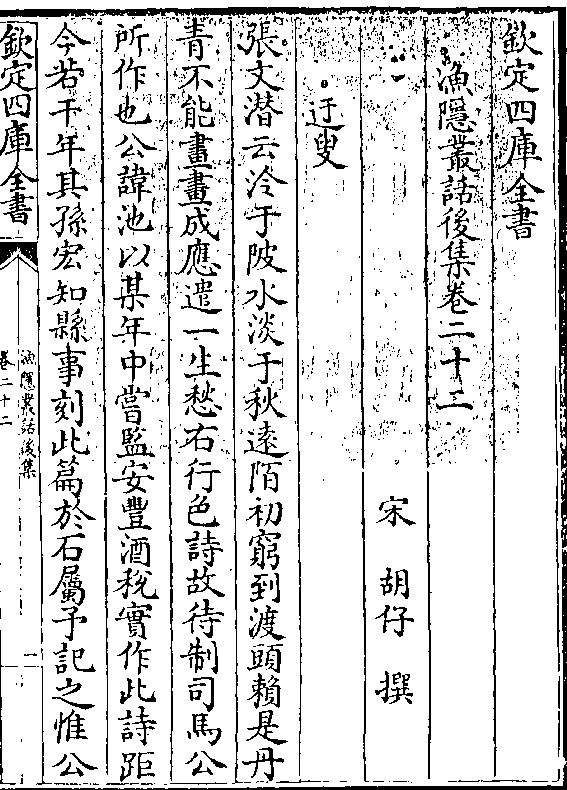 欽定四庫全書
漁隱叢話後集卷二十二
宋 胡仔 撰
迂叟
張文潛云冷于陂水淡于秋逺陌初窮到渡頭賴是丹
青不能畫畫成應遣一生愁右行色詩故待制司馬公
所作也公諱池以某年中嘗監安豐酒稅實作此詩距
今若干年其孫宏知縣事刻此篇於石屬予記之惟公
欽定四庫全書
漁隱叢話後集
卷二十二
一